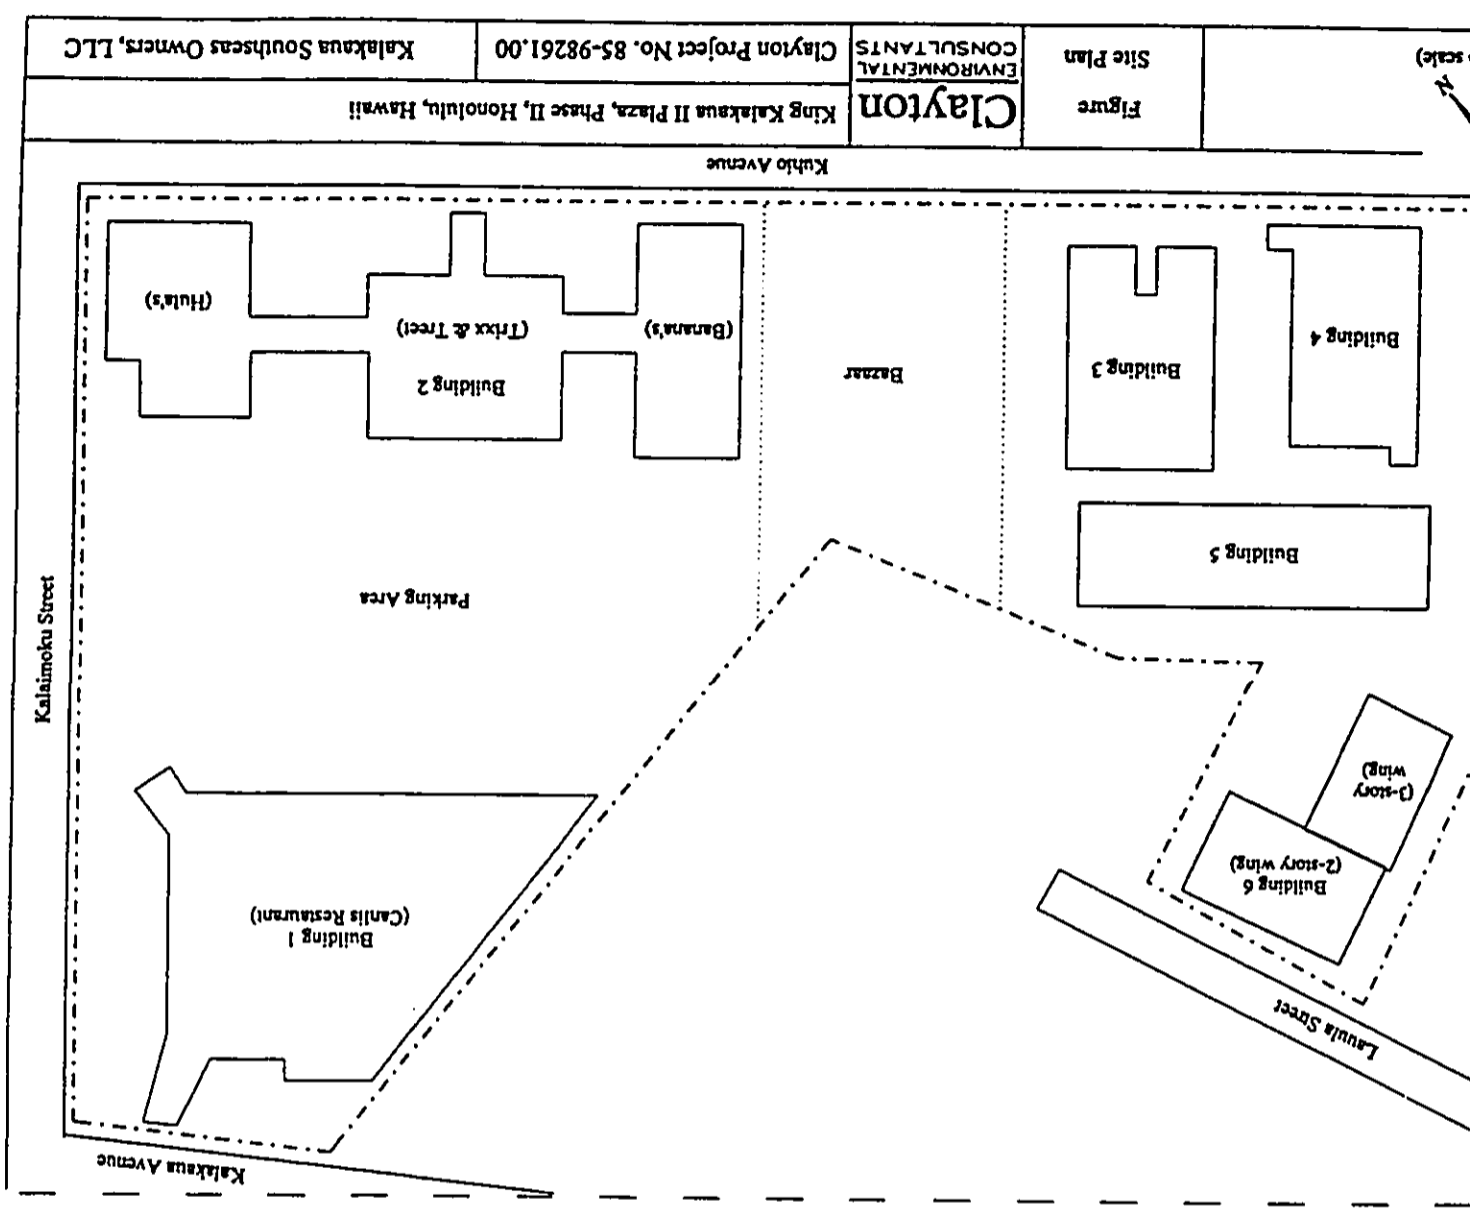 Kalakaua Avenue
Lauula Street
Building 1
(Canlis Restaurant)
Building 6
(2-story wing)
(3-story
wing)
Kalaimoku Street
Parking Area
Building 5
Building 2
(Trixx & Treet)
Bazaar
Building 3
Building 4
(Banana's)
(Hula's)
Kuhio Avenue
N
scale)
Figure
Site Plan
Clayton
ENVIRONMENTAL
CONSULTANTS
King Kalakaua II Plaza, Phase II, Honolulu, Hawaii
Clayton Project No. 85-98261.00
Kalakaua Southseas Owners, LLC